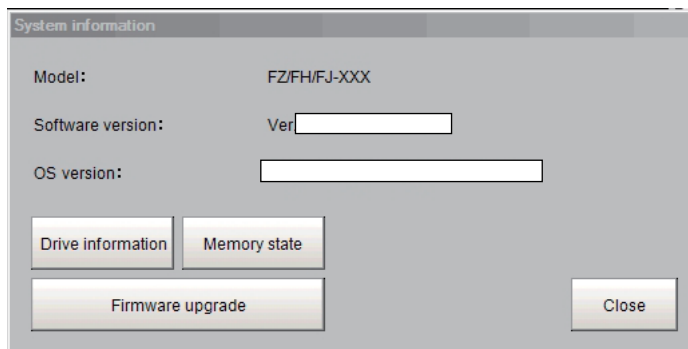 System information
Model: FZ/FH/FJ-XXX
Software version: Ver.
OS version:
Drive information Memory state
Firmware upgrade Close